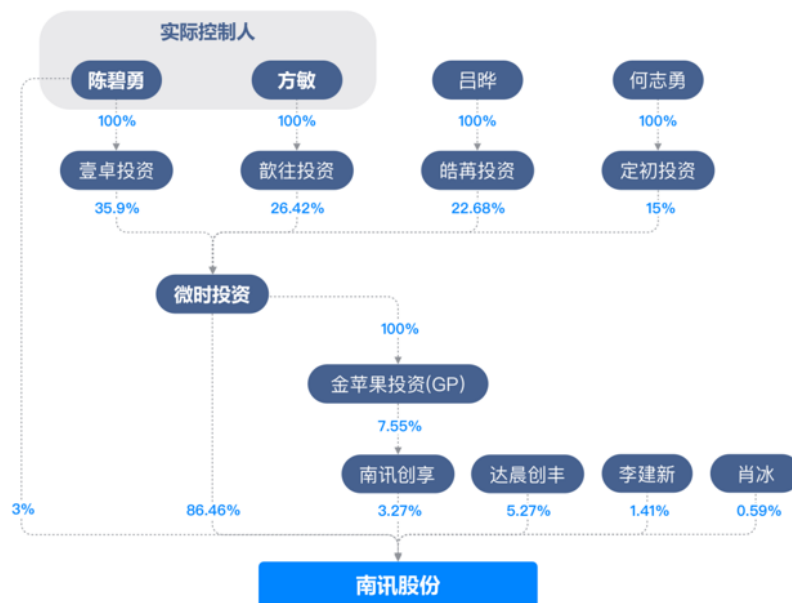 实际控制人
陈碧勇
方敏
吕晔
何志勇
100%
100%
100%
100%
壹卓投资
歆往投资
皓苒投资
定初投资
35.9%
26.42%
22.68%
15%
微时投资
100%
金苹果投资(GP)
7.55%
南讯创享
达晨创丰
李建新
肖冰
3%
86.46%
3.27%
5.27%
1.41%
0.59%
南讯股份